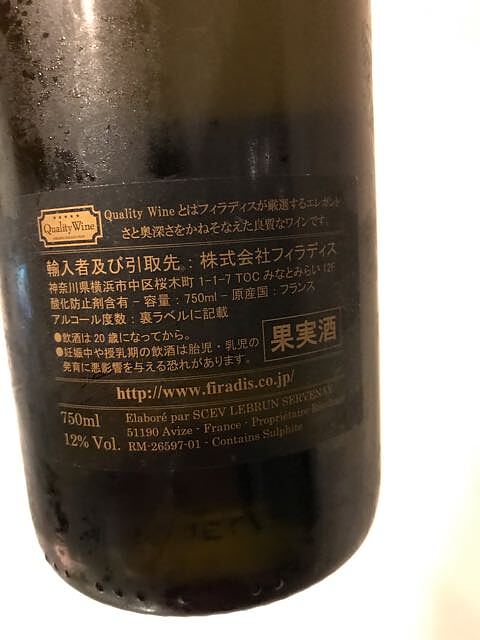 Quality Wine
Quality Wine とはフィラディスが厳選するエレガント
さと奥深さをかねそなえた良質なワインです。
輸入者及び引取先：株式会社フィラディス
神奈川県横浜市中区桜木町 1-1-7 TOC みなとみらい 12F
酸化防止剤含有 - 容量：750ml - 原産国：フランス
アルコール度数：裏ラベルに記載
●飲酒は20歳になってから。
●妊娠中や授乳期の飲酒は胎児・乳児の
発育に悪影響を与える恐れがあります。
果実酒
http://www.firadis.co.jp/
750ml
12% Vol.
Elaboré par SCEV LEBRUN SERVENAY
51190 Avize - France - Propriétaire
RM-26597-01 - Contains Sulphite